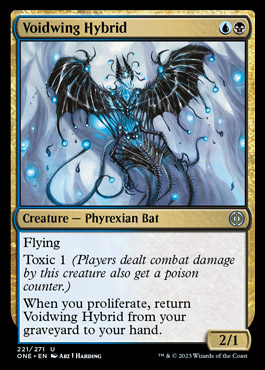 Voidwing Hybrid
Creature — Phyrexian Bat
Flying
Toxic 1 (Players dealt combat damage
by this creature also get a poison
counter.)
When you proliferate, return
Voidwing Hybrid from your
graveyard to your hand.
2/1
221/271 U
ONE • EN Abz J Harding
™ & © 2023 Wizards of the Coast